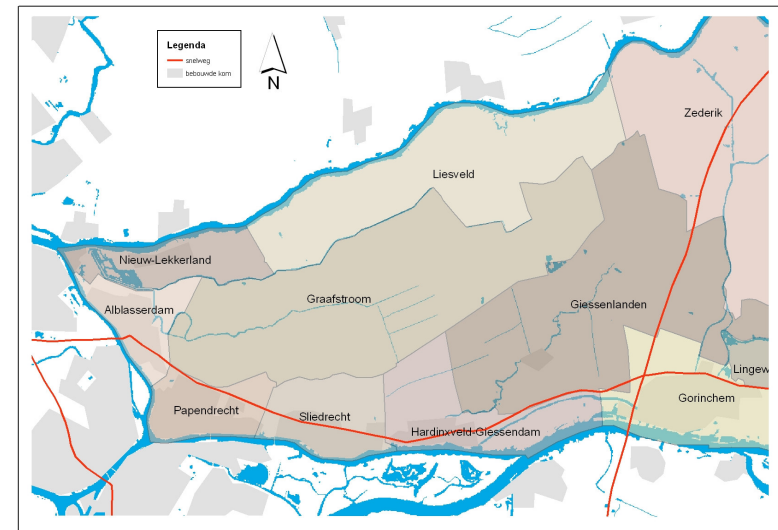 Legenda
snelweg
bebouwde kom
N
Zederik
Liesveld
Nieuw-Lekkerland
Graafstroom
Giessenlanden
Alblasserdam
Lingew
Gorinchem
Papendrecht
Sliedrecht
Hardinxveld-Giessendam